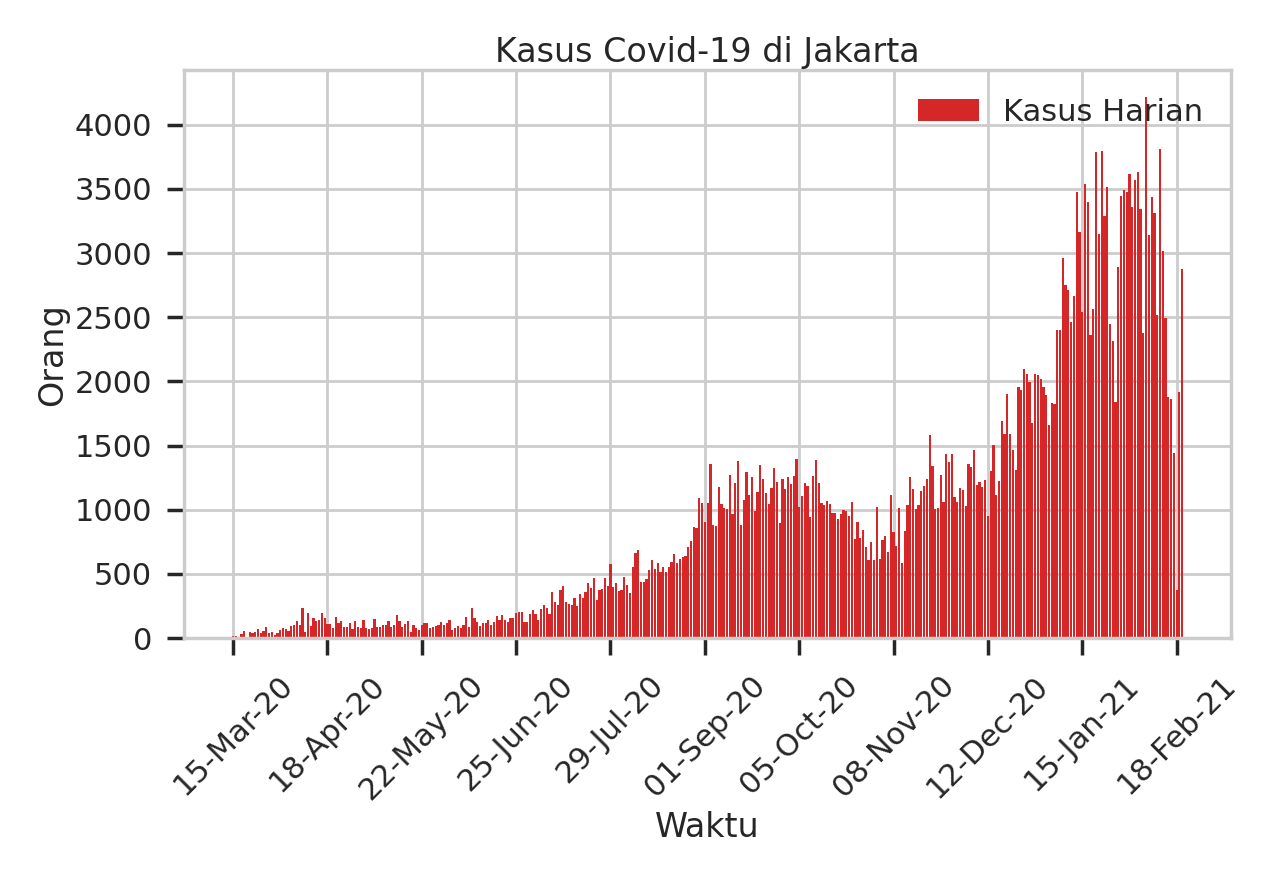 Kasus Covid-19 di Jakarta
Kasus Harian
4000
3500
3000
2500
2000
1500
1000
500
0
Orang
15-Mar-20
18-Apr-20
22-May-20
25-Jun-20
29-Jul-20
01-Sep-20
05-Oct-20
08-Nov-20
12-Dec-20
15-Jan-21
18-Feb-21
Waktu